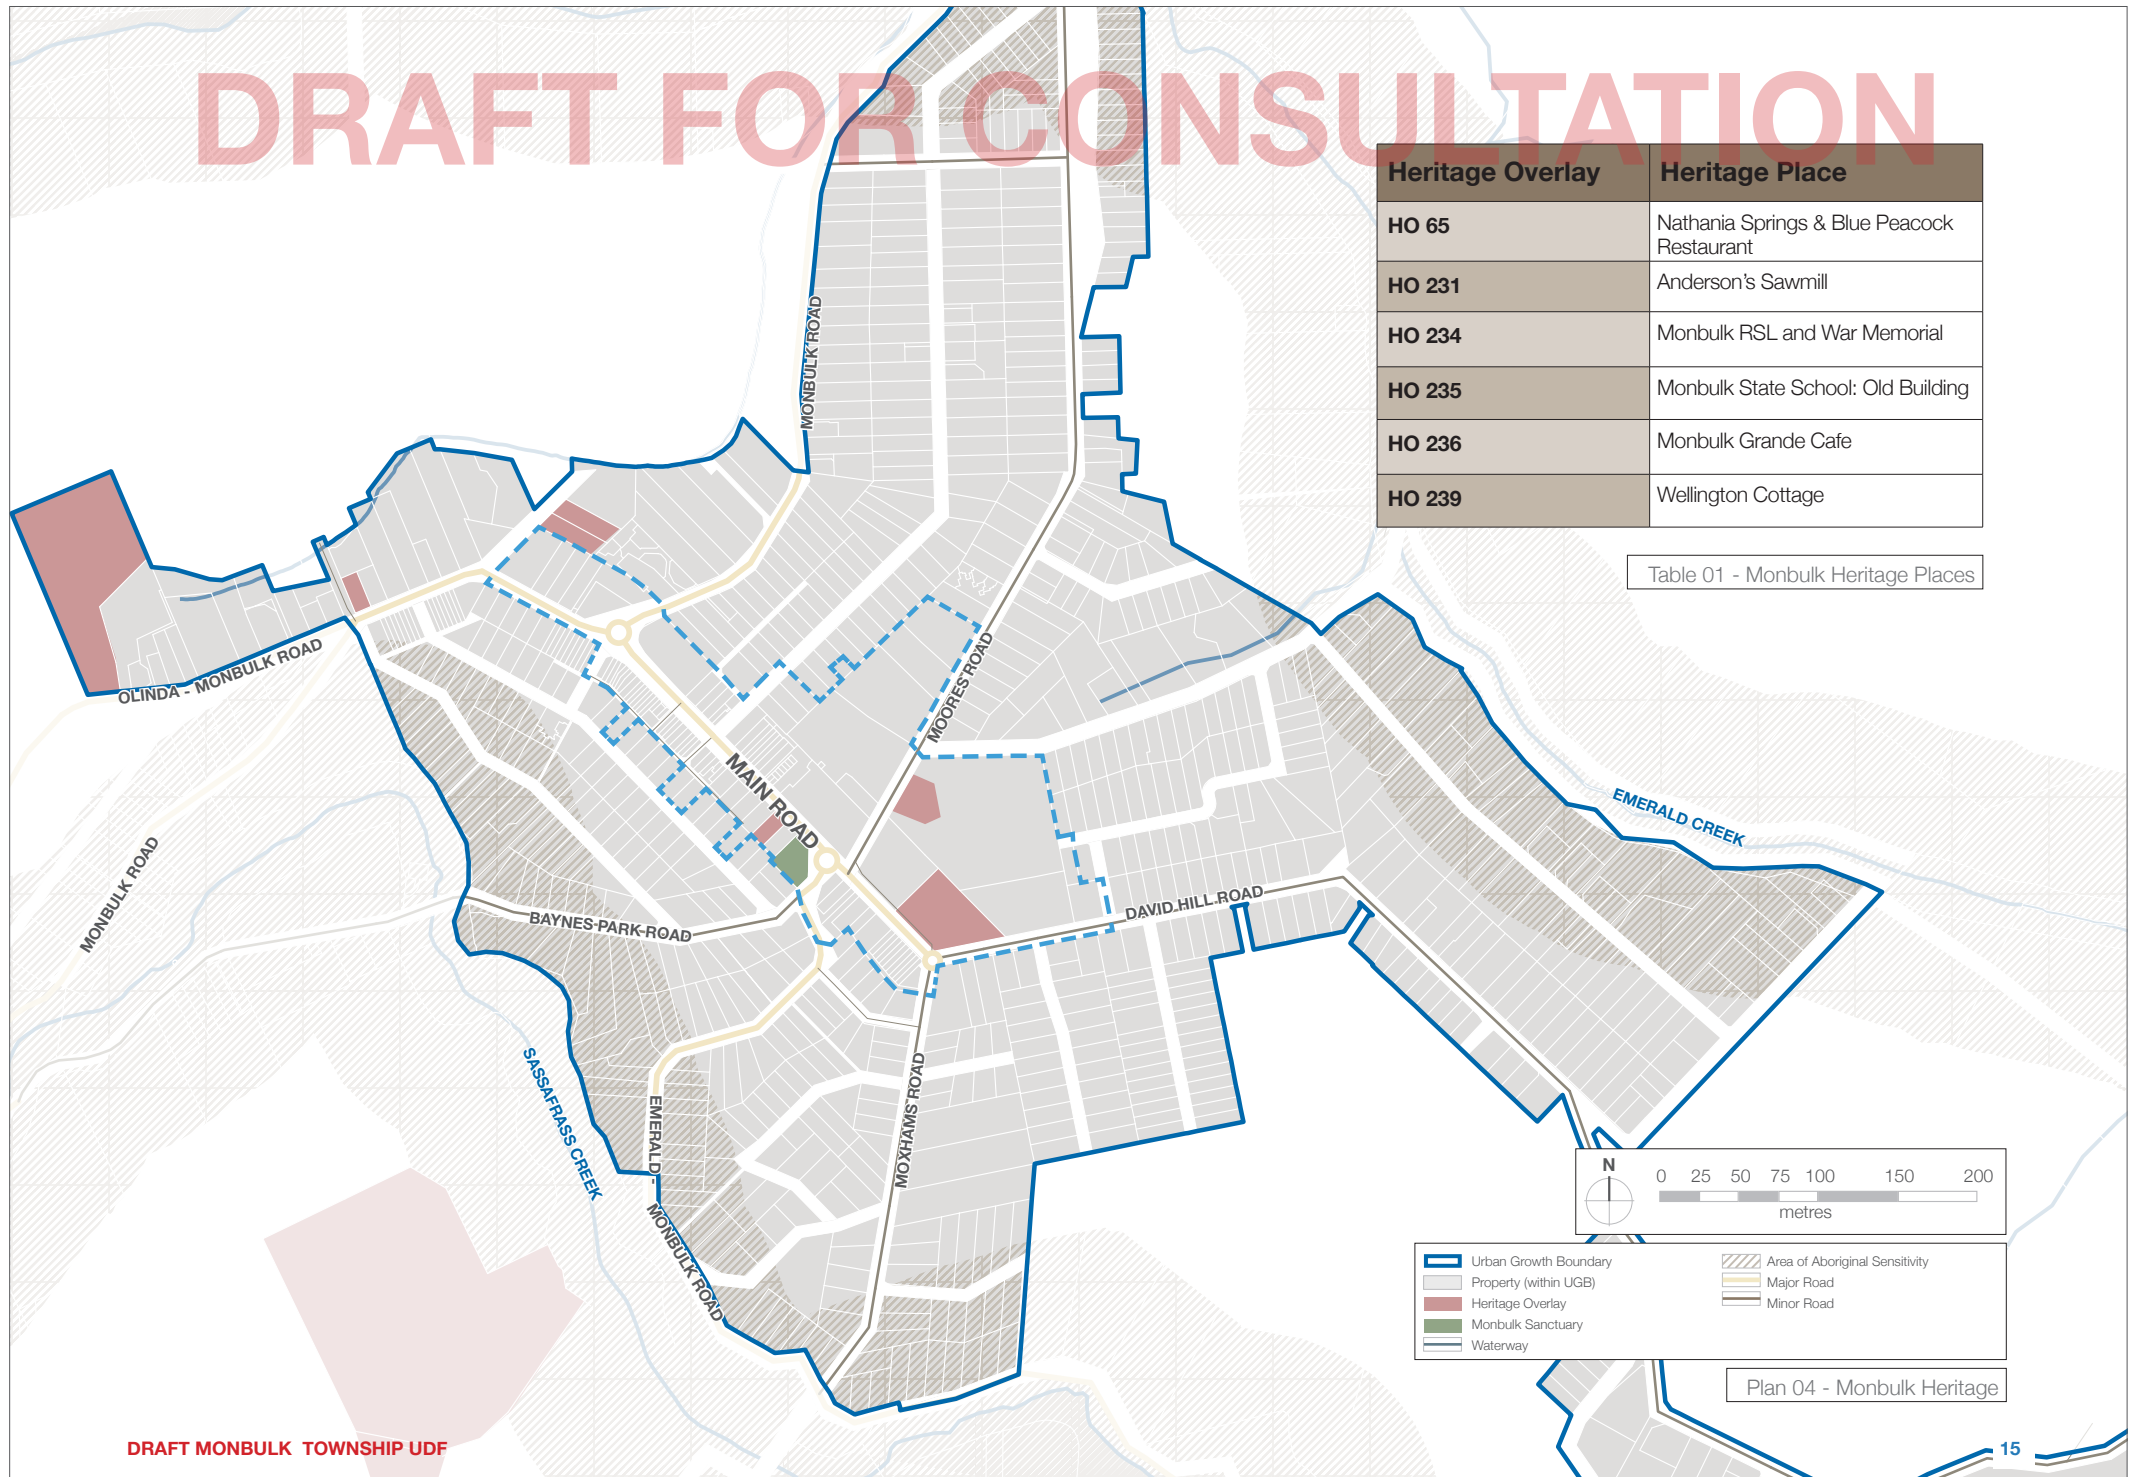 DRAFT FOR CONSULTATION
Heritage Overlay Heritage Place
HO 65 Nathania Springs & Blue Peacock
Restaurant
HO 231 Anderson's Sawmill
HO 234 Monbulk RSL and War Memorial
HO 235 Monbulk State School: Old Building
HO 236 Monbulk Grande Cafe
HO 239 Wellington Cottage
Table 01 - Monbulk Heritage Places
MONBULK ROAD
OLINDA - MONBULK ROAD
MOORES ROAD
MAIN ROAD
EMERALD CREEK
MONBULK ROAD
BAYNES PARK ROAD
DAVID HILL ROAD
SASSAFRASS CREEK
EMERALD -
MONBULK ROAD
MOXHAMS ROAD
N
0 25 50 75 100 150 200
metres
Urban Growth Boundary
Property (within UGB)
Heritage Overlay
Monbulk Sanctuary
Waterway
Area of Aboriginal Sensitivity
Major Road
Minor Road
Plan 04 - Monbulk Heritage
DRAFT MONBULK TOWNSHIP UDF
15